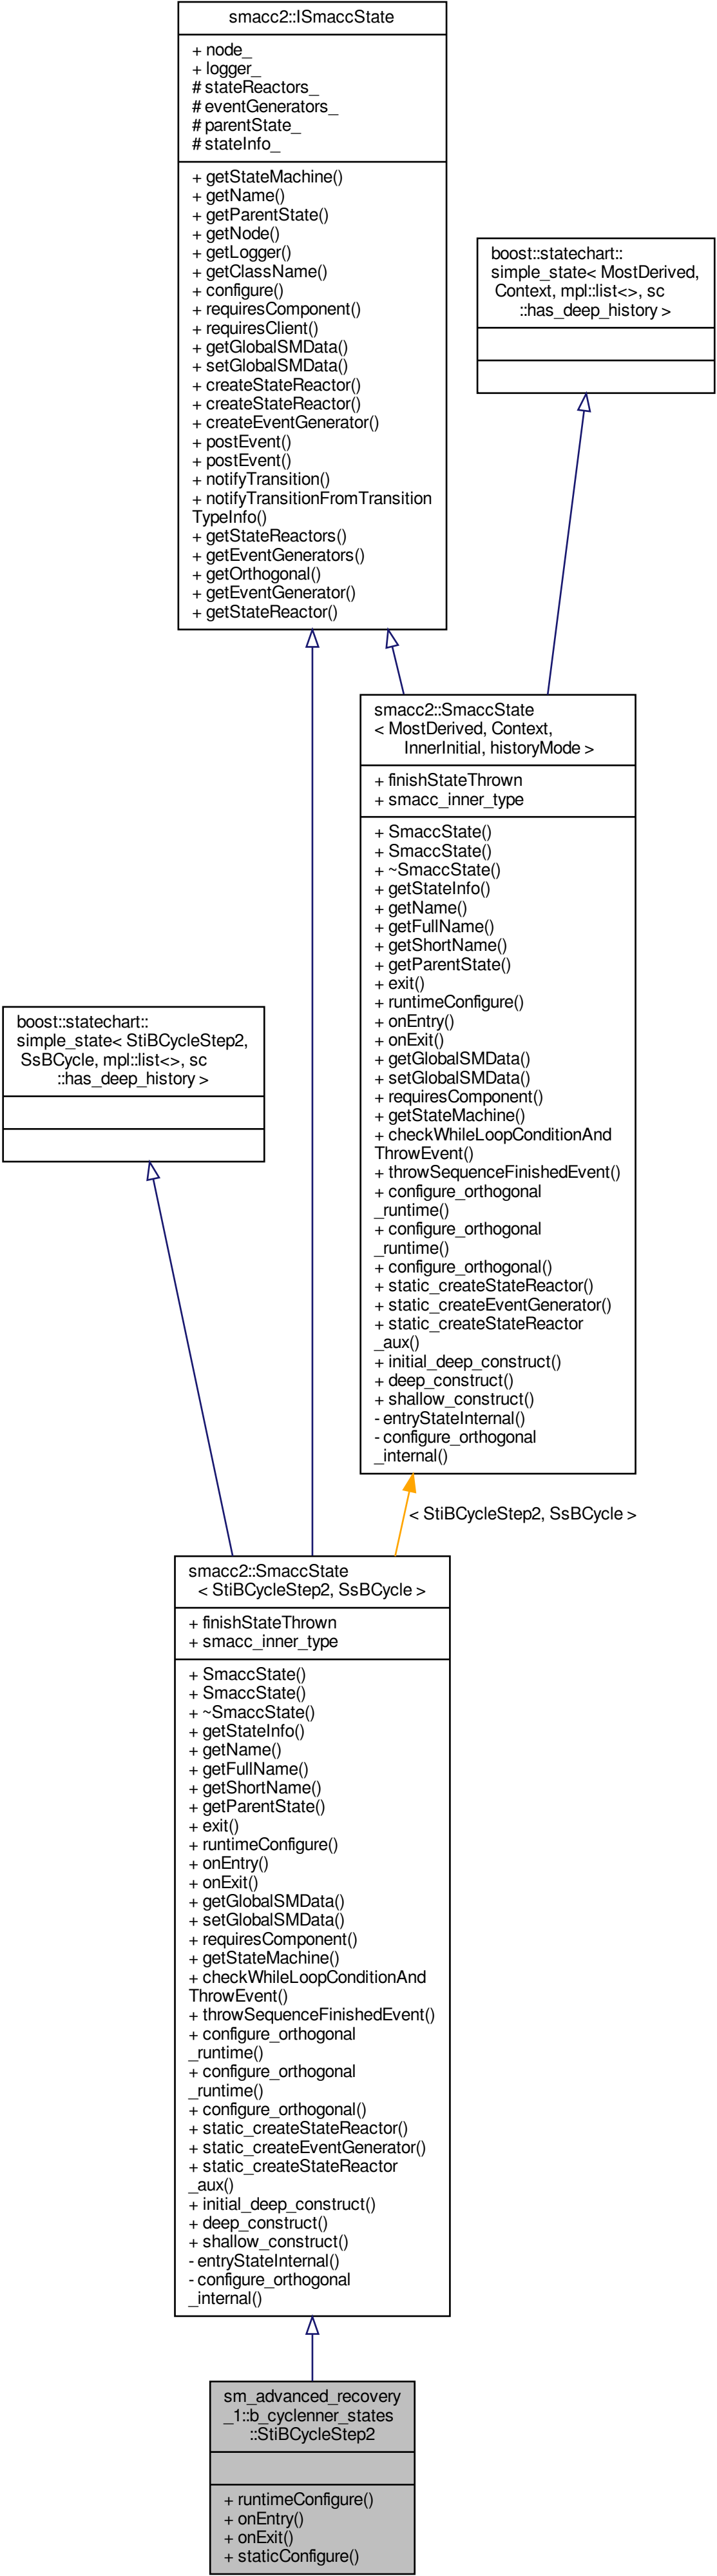 smacc2::ISmaccState
+ node_
+ logger_
# stateReactors_
# eventGenerators_
# parentState_
# stateInfo_
+ getStateMachine()
+ getName()
+ getParentState()
+ getNode()
+ getLogger()
+ getClassName()
+ configure()
+ requiresComponent()
+ requiresClient()
+ getGlobalSMData()
+ setGlobalSMData()
+ createStateReactor()
+ createStateReactor()
+ createEventGenerator()
+ postEvent()
+ postEvent()
+ notifyTransition()
+ notifyTransitionFromTransition
TypeInfo()
+ getStateReactors()
+ getEventGenerators()
+ getOrthogonal()
+ getEventGenerator()
+ getStateReactor()
boost::statechart::
simple_state< MostDerived,
Context, mpl::list<>, sc
::has_deep_history >
smacc2::SmaccState
< MostDerived, Context,
InnerInitial, historyMode >
+ finishStateThrown
+ smacc_inner_type
+ SmaccState()
+ SmaccState()
+ ~SmaccState()
+ getStateInfo()
+ getName()
+ getFullName()
+ getShortName()
+ getParentState()
+ exit()
+ runtimeConfigure()
+ onEntry()
+ onExit()
+ getGlobalSMData()
+ setGlobalSMData()
+ requiresComponent()
+ getStateMachine()
+ checkWhileLoopConditionAnd
ThrowEvent()
+ throwSequenceFinishedEvent()
+ configure_orthogonal
_runtime()
+ configure_orthogonal
_runtime()
+ configure_orthogonal()
+ static_createStateReactor()
+ static_createEventGenerator()
+ static_createStateReactor
_aux()
+ initial_deep_construct()
+ deep_construct()
+ shallow_construct()
- entryStateInternal()
- configure_orthogonal
_internal()
boost::statechart::
simple_state< StiBCycleStep2,
SsBCycle, mpl::list<>, sc
::has_deep_history >
< StiBCycleStep2, SsBCycle >
smacc2::SmaccState
< StiBCycleStep2, SsBCycle >
+ finishStateThrown
+ smacc_inner_type
+ SmaccState()
+ SmaccState()
+ ~SmaccState()
+ getStateInfo()
+ getName()
+ getFullName()
+ getShortName()
+ getParentState()
+ exit()
+ runtimeConfigure()
+ onEntry()
+ onExit()
+ getGlobalSMData()
+ setGlobalSMData()
+ requiresComponent()
+ getStateMachine()
+ checkWhileLoopConditionAnd
ThrowEvent()
+ throwSequenceFinishedEvent()
+ configure_orthogonal
_runtime()
+ configure_orthogonal
_runtime()
+ configure_orthogonal()
+ static_createStateReactor()
+ static_createEventGenerator()
+ static_createStateReactor
_aux()
+ initial_deep_construct()
+ deep_construct()
+ shallow_construct()
- entryStateInternal()
- configure_orthogonal
_internal()
sm_advanced_recovery
_1::b_cyclenner_states
::StiBCycleStep2
+ runtimeConfigure()
+ onEntry()
+ onExit()
+ staticConfigure()